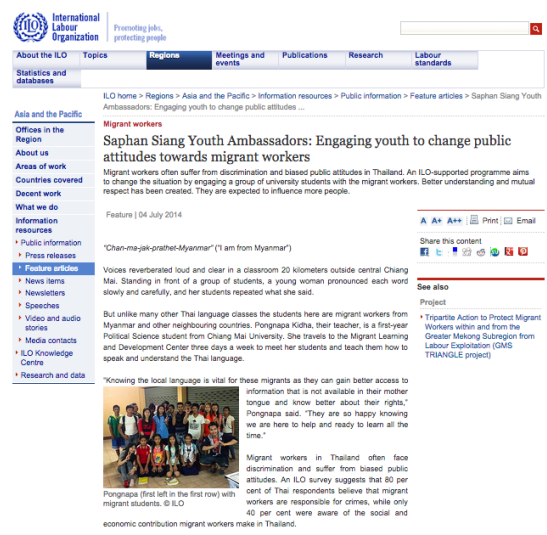 International
Labour
Organization
Promoting jobs,
protecting people
About the ILO
Topics
Regions
Meetings and
events
Publications
Research
Labour
standards
Statistics and
databases
ILO home > Regions > Asia and the Pacific > Information resources > Public information > Feature articles > Saphan Siang Youth
Ambassadors: Engaging youth to change public attitudes ...
Asia and the Pacific
Offices in the
Region
About us
Areas of work
Countries covered
Decent work
What we do
Information
resources
Public information
Press releases
Feature articles
News items
Newsletters
Speeches
Video and audio
stories
Media contacts
ILO Knowledge
Centre
Research and data
Migrant workers
Saphan Siang Youth Ambassadors: Engaging youth to change public
attitudes towards migrant workers
Migrant workers often suffer from discrimination and biased public attitudes in Thailand. An ILO-supported programme aims
to change the situation by engaging a group of university students with the migrant workers. Better understanding and mutual
respect has been created. They are expected to influence more people.
Feature | 04 July 2014
"Chan-ma-jak-prathet-Myanmar" ("I am from Myanmar")
Voices reverberated loud and clear in a classroom 20 kilometers outside central Chiang
Mai. Standing in front of a group of students, a young woman pronounced each word
slowly and carefully, and her students repeated what she said.
But unlike many other Thai language classes the students here are migrant workers from
Myanmar and other neighbouring countries. Pongnapa Kidha, their teacher, is a first-year
Political Science student from Chiang Mai University. She travels to the Migrant Learning
and Development Center three days a week to meet her students and teach them how to
speak and understand the Thai language.
"Knowing the local language is vital for these migrants as they can gain better access to
information that is not available in their mother
tongue and know better about their rights,"
Pongnapa said. "They are so happy knowing
we are here to help and ready to learn all the
time."
Pongnapa (first left in the first row) with
migrant students. © ILO
Migrant workers in Thailand often face
discrimination and suffer from biased public
attitudes. An ILO survey suggests that 80 per
cent of Thai respondents believe that migrant
workers are responsible for crimes, while only
40 per cent were aware of the social and
economic contribution migrant workers make in Thailand.
A A+ A++ Print Email
Share this content
See also
Project
Tripartite Action to Protect Migrant
Workers within and from the
Greater Mekong Subregion from
Labour Exploitation (GMS
TRIANGLE project)